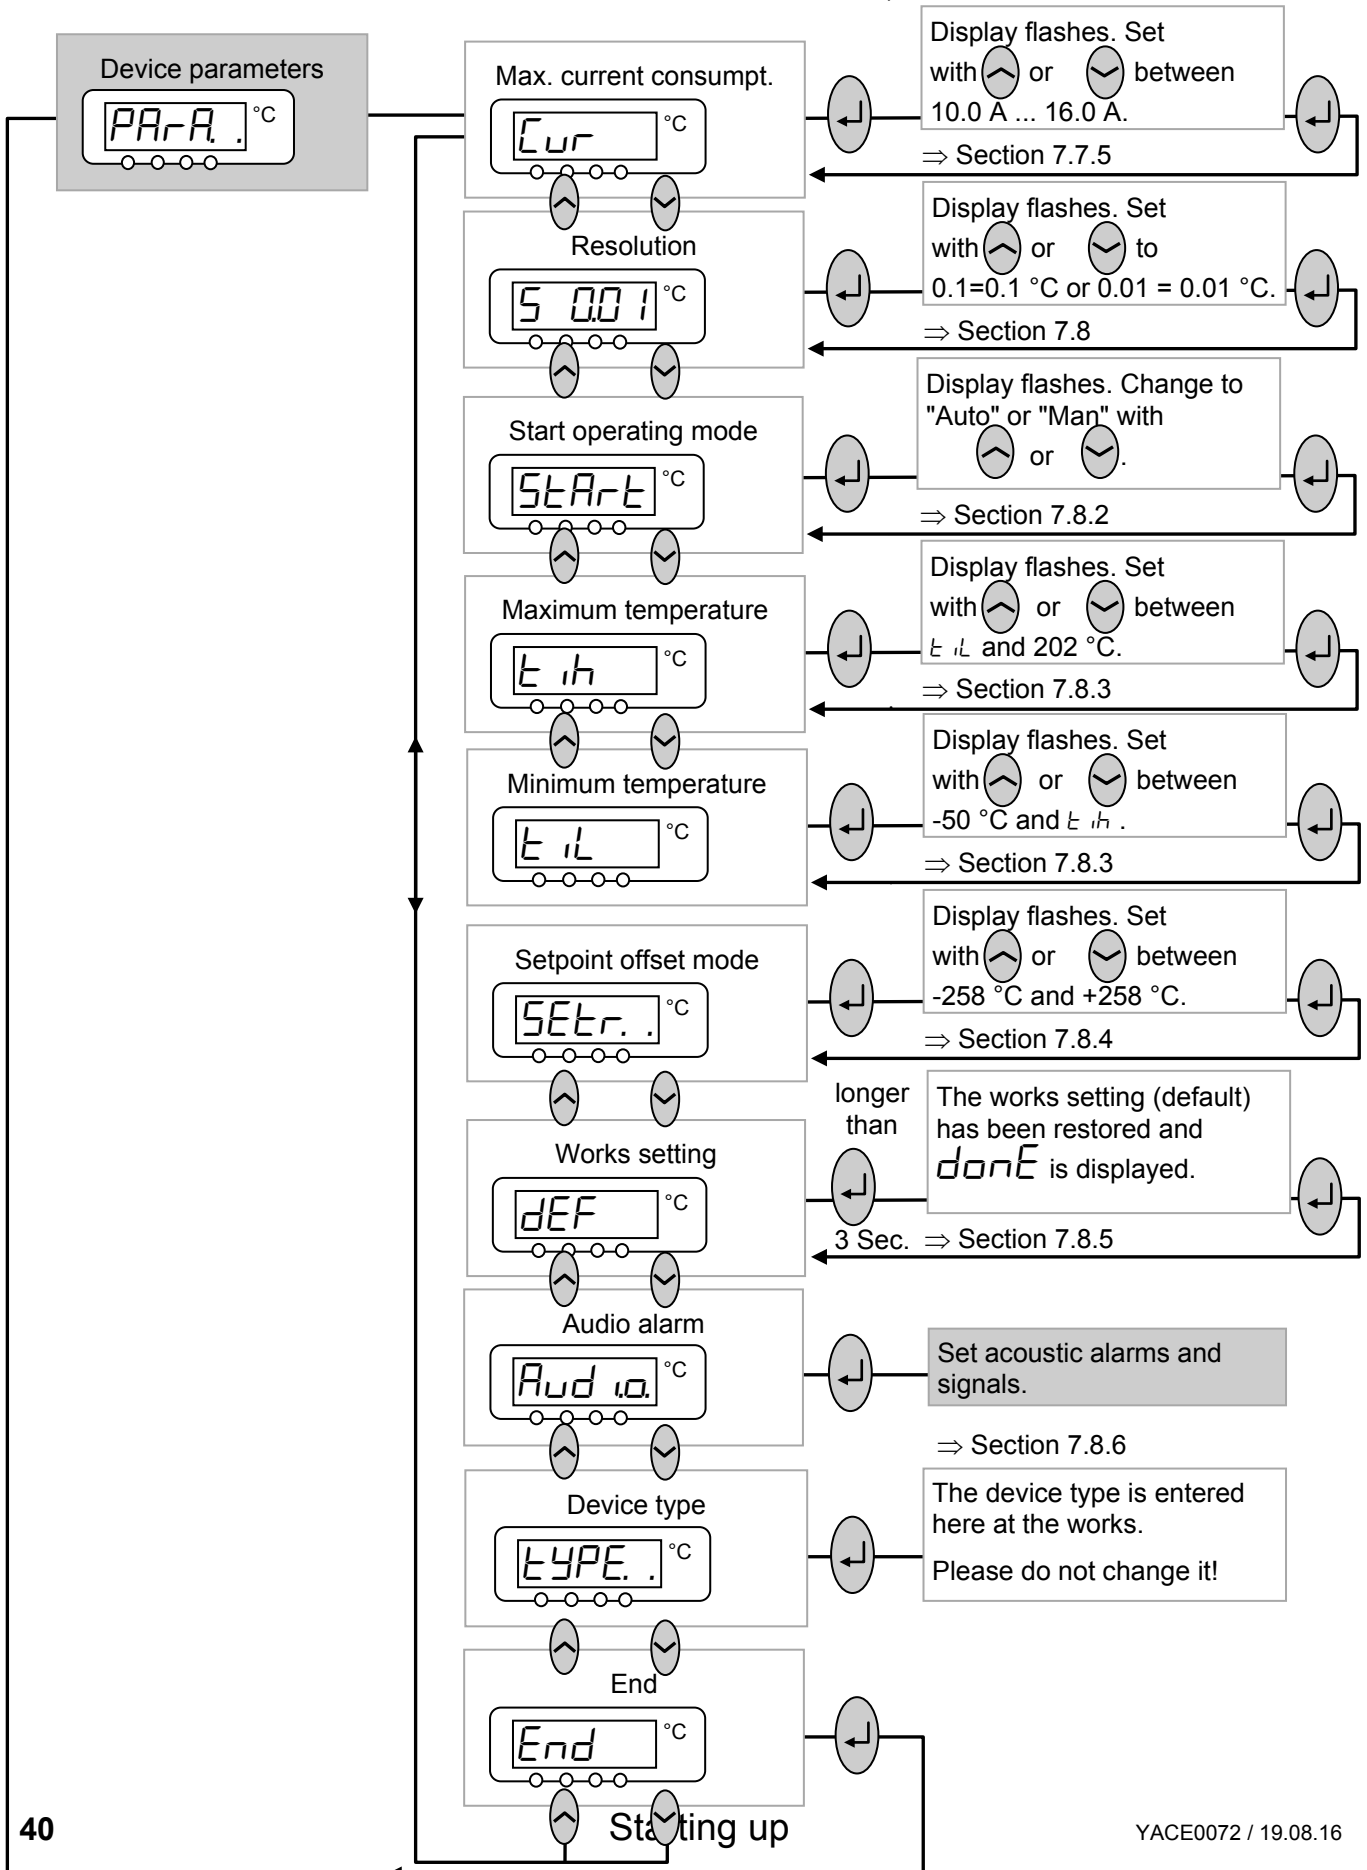 Device parameters
PArA. .
°C
Max. current consumpt.
Cur
°C
Display flashes. Set
with or between
10.0 A ... 16.0 A.
⇒ Section 7.7.5
Resolution
S 0.01
°C
Display flashes. Set
with or to
0.1=0.1 °C or 0.01 = 0.01 °C.
⇒ Section 7.8
Start operating mode
StArt
°C
Display flashes. Change to
"Auto" or "Man" with
or .
⇒ Section 7.8.2
Maximum temperature
t ih
°C
Display flashes. Set
with or between
t iL and 202 °C.
⇒ Section 7.8.3
Minimum temperature
t iL
°C
Display flashes. Set
with or between
-50 °C and t ih .
⇒ Section 7.8.3
Setpoint offset mode
SEtr. .
°C
Display flashes. Set
with or between
-258 °C and +258 °C.
⇒ Section 7.8.4
Works setting
dEF
°C
longer
than
3 Sec.
The works setting (default)
has been restored and
donE is displayed.
⇒ Section 7.8.5
Audio alarm
Aud i.o.
°C
Set acoustic alarms and
signals.
⇒ Section 7.8.6
Device type
tYPE. .
°C
The device type is entered
here at the works.
Please do not change it!
End
End
°C
40
Starting up
YACE0072 / 19.08.16